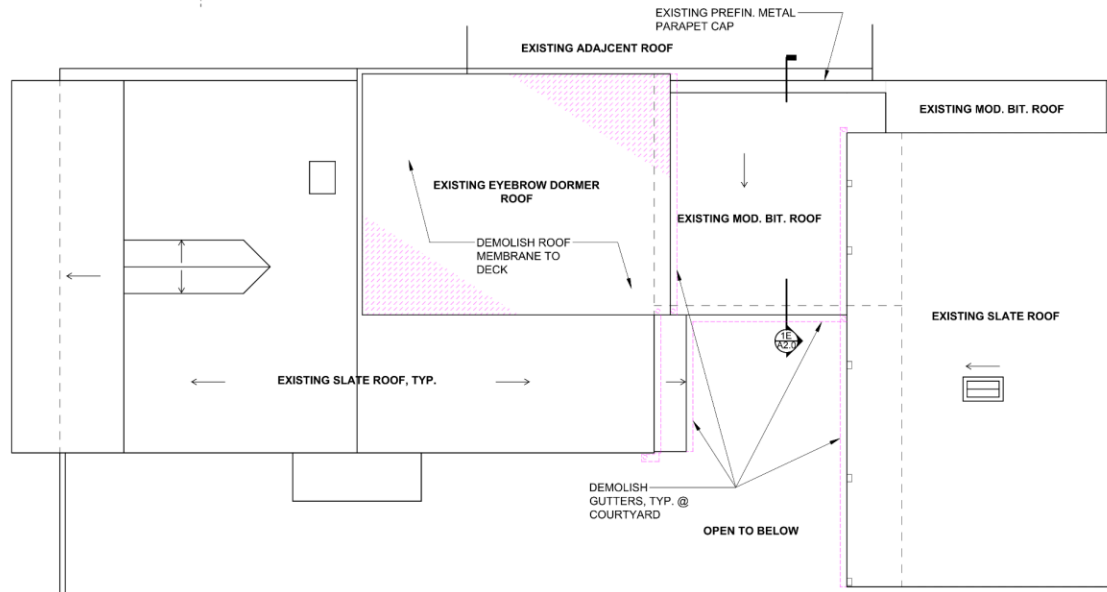 EXISTING PREFIN. METAL
PARAPET CAP
EXISTING ADAJCENT ROOF
EXISTING MOD. BIT. ROOF
EXISTING EYEBROW DORMER
ROOF
EXISTING MOD. BIT. ROOF
DEMOLISH ROOF
MEMBRANE TO
DECK
EXISTING SLATE ROOF
1E
A2.0
EXISTING SLATE ROOF, TYP.
DEMOLISH
GUTTERS, TYP. @
COURTYARD
OPEN TO BELOW